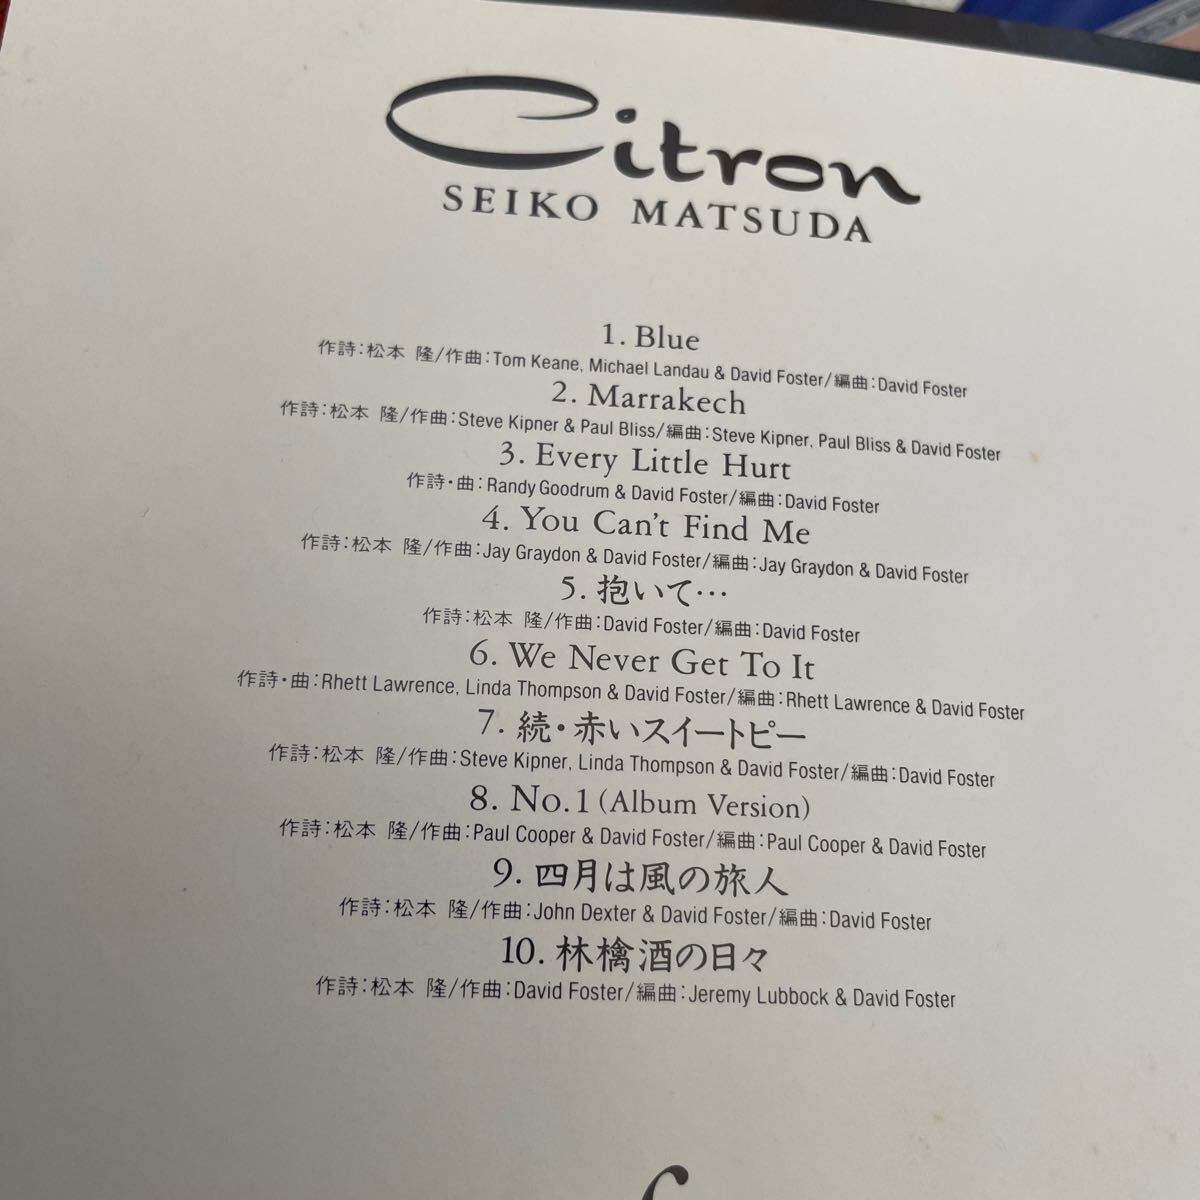 Citron
SEIKO MATSUDA
1. Blue
作詩:松本 隆/作曲:Tom Keane, Michael Landau & David Foster/編曲:David Foster
2. Marrakech
作詩:松本 隆/作曲:Steve Kipner & Paul Bliss/編曲:Steve Kipner, Paul Bliss & David Foster
3. Every Little Hurt
作詩・曲:Randy Goodrum & David Foster/編曲:David Foster
4. You Can't Find Me
作詩:松本 隆/作曲:Jay Graydon & David Foster/編曲:Jay Graydon & David Foster
5. 抱いて…
作詩:松本 隆/作曲:David Foster/編曲:David Foster
6. We Never Get To It
作詩・曲:Rhett Lawrence, Linda Thompson & David Foster/編曲:Rhett Lawrence & David Foster
7. 続・赤いスイートピー
作詩:松本 隆/作曲:Steve Kipner, Linda Thompson & David Foster/編曲:David Foster
8. No.1 (Album Version)
作詩:松本 隆/作曲:Paul Cooper & David Foster/編曲:Paul Cooper & David Foster
9. 四月は風の旅人
作詩:松本 隆/作曲:John Dexter & David Foster/編曲:David Foster
10. 林檎酒の日々
作詩:松本 隆/作曲:David Foster/編曲:Jeremy Lubbock & David Foster